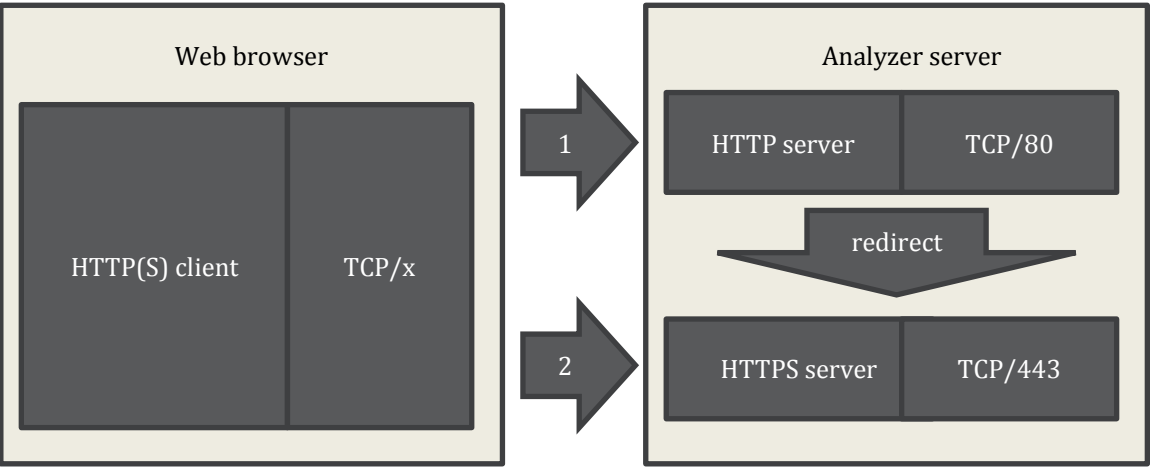 Web browser
HTTP(S) client
TCP/x
1
2
Analyzer server
HTTP server
TCP/80
redirect
HTTPS server
TCP/443